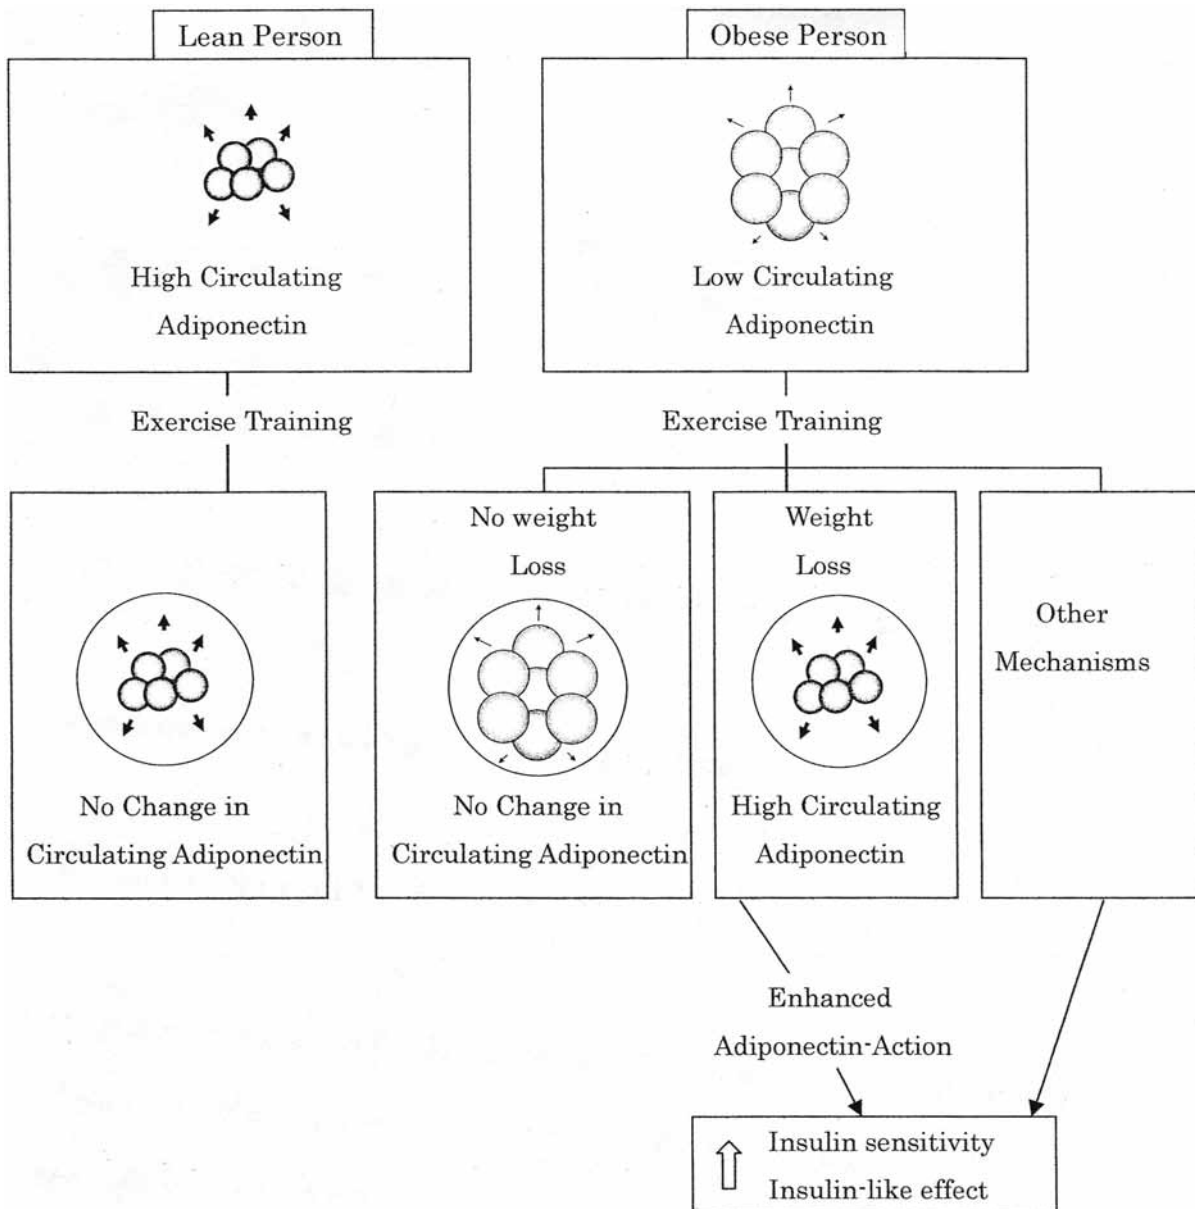 Lean Person
Obese Person
High Circulating
Adiponectin
Low Circulating
Adiponectin
Exercise Training
Exercise Training
No Change in
Circulating Adiponectin
No weight
Loss
No Change in
Circulating Adiponectin
Weight
Loss
High Circulating
Adiponectin
Other
Mechanisms
Enhanced
Adiponectin-Action
Insulin sensitivity
Insulin-like effect